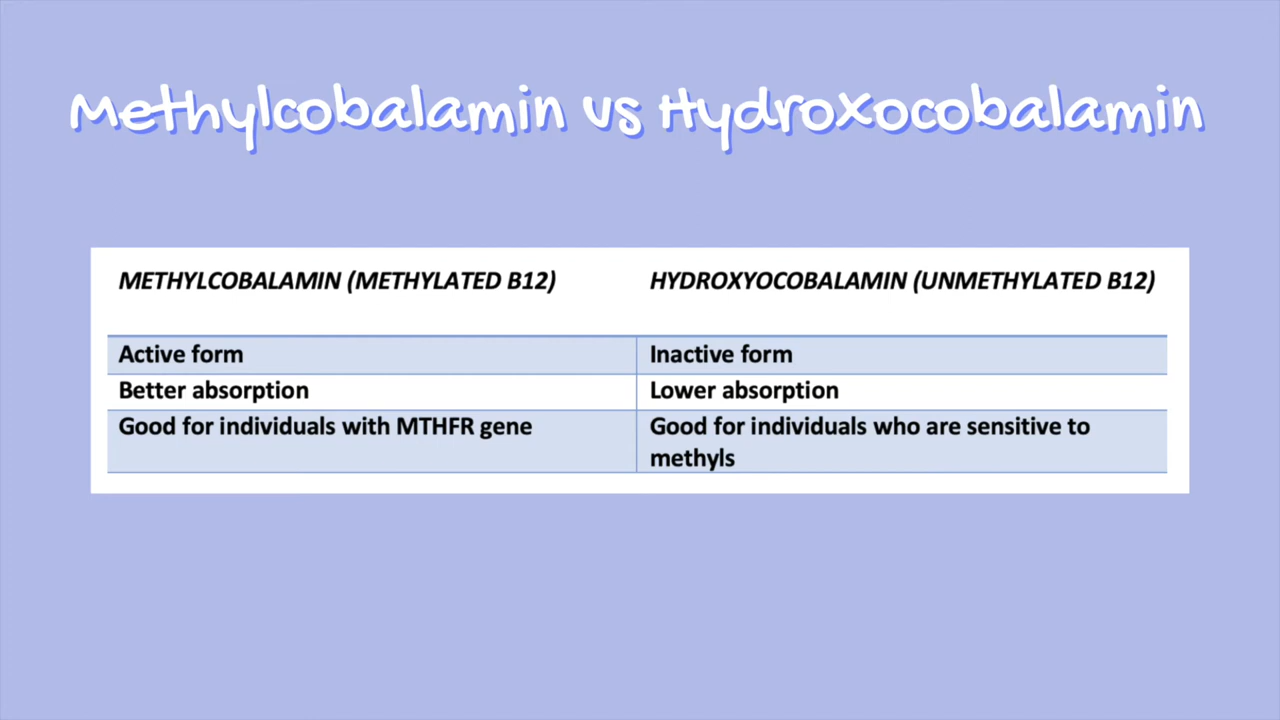 Methylcobalamin vs Hydroxocobalamin
METHYLCOBALAMIN (METHYLATED B12)
HYDROXYOCOBALAMIN (UNMETHYLATED B12)
Active form
Inactive form
Better absorption
Lower absorption
Good for individuals with MTHFR gene
Good for individuals who are sensitive to
methyls